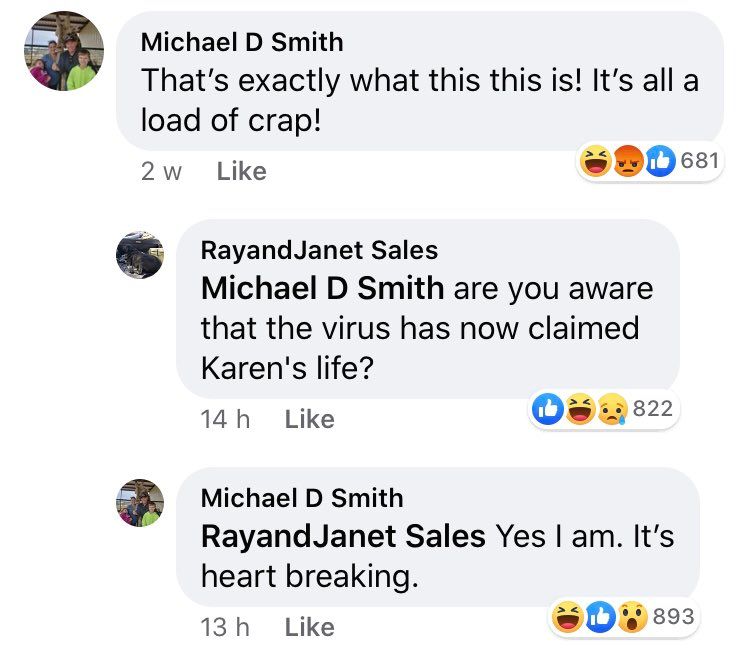 Michael D Smith
That’s exactly what this this is! It’s all a
load of crap!
2 w Like 681
RayandJanet Sales
Michael D Smith are you aware
that the virus has now claimed
Karen's life?
14 h Like 822
Michael D Smith
RayandJanet Sales Yes I am. It’s
heart breaking.
13 h Like 893